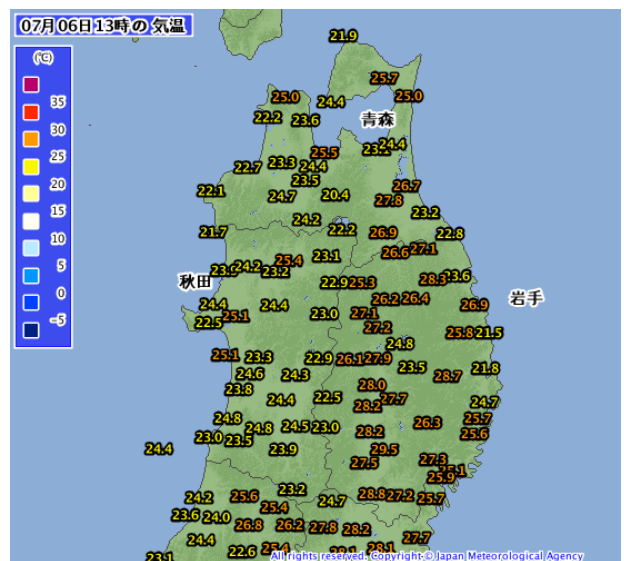 07月06日13時の 気温
(℃)
35
30
25
20
15
10
5
0
-5
21.9
25.7
25.0 25.0
24.4
22.2 23.6
青森
24.4
25.5
22.7 23.3 24.4
23.5
22.1 24.7 20.4 26.7
27.8
24.2 23.2
21.7 22.2 26.9 22.8
26.6 27.1
25.4 23.1
24.2 23.2
秋田 22.9 25.3 28.3 23.6
岩手
24.4 24.4 26.2 26.4 26.9
22.5 25.1 23.0 27.1
27.2 25.8 21.5
24.8
25.1 23.3 22.9 26.1 27.9
24.6 24.3 23.5 28.7 21.8
23.8 28.0
24.4 22.5 28.2 27.7 24.7
24.8 26.3 25.7
24.8 24.5 23.0 28.2 25.6
23.0 23.5
24.4 23.9 29.5
27.5 27.3
25.1
25.9
24.2 25.6 23.2 24.7 28.8 27.2 25.7
25.4
23.6 24.0 26.8 26.2 27.8 28.2
24.4 27.7
23.1 22.6 25.4 28.1 28.1
All rights reserved. Copyright © Japan Meteorological Agency